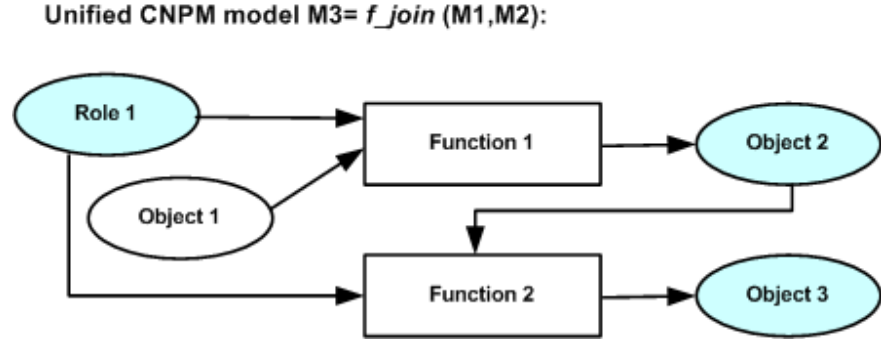 Unified CNPM model M3= f_join (M1,M2):
Role 1
Function 1
Object 2
Object 1
Function 2
Object 3